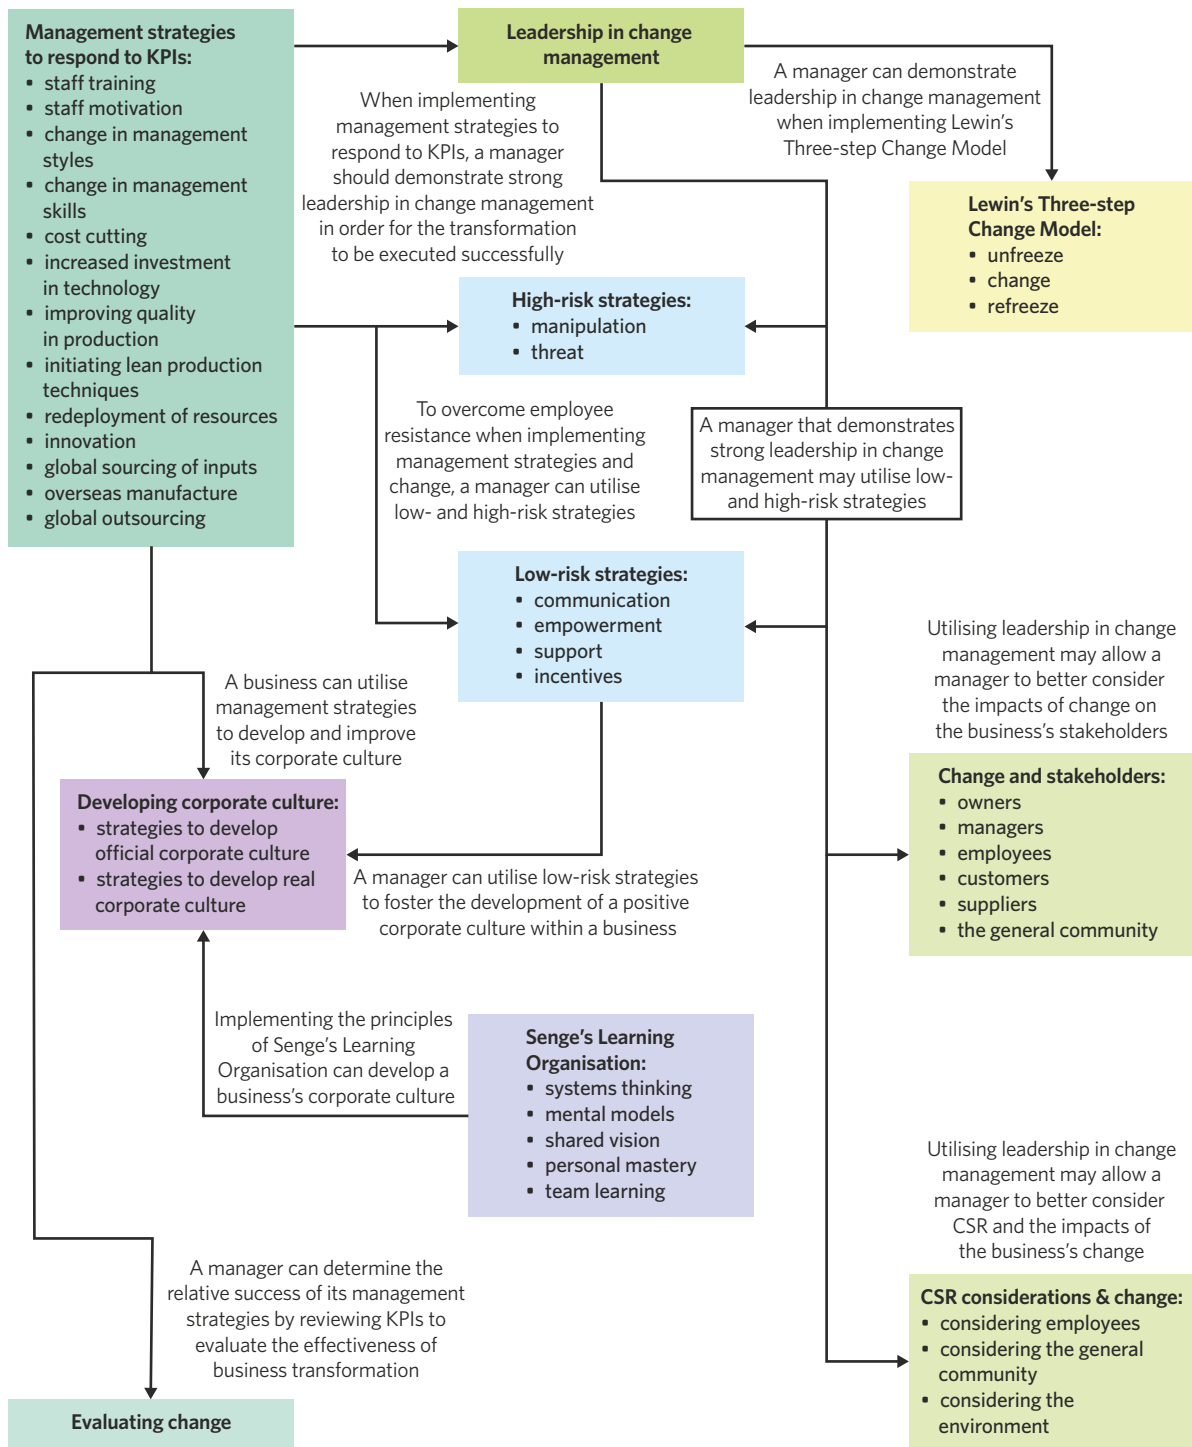 Management strategies
to respond to KPIs:
• staff training
• staff motivation
• change in management
styles
• change in management
skills
• cost cutting
• increased investment
in technology
• improving quality
in production
• initiating lean production
techniques
• redeployment of resources
• innovation
• global sourcing of inputs
• overseas manufacture
• global outsourcing
Leadership in change
management
When implementing
management strategies to
respond to KPIs, a manager
should demonstrate strong
leadership in change management
in order for the transformation
to be executed successfully
A manager can demonstrate
leadership in change management
when implementing Lewin's
Three-step Change Model
Lewin's Three-step
Change Model:
• unfreeze
• change
• refreeze
High-risk strategies:
• manipulation
• threat
To overcome employee
resistance when implementing
management strategies and
change, a manager can utilise
low- and high-risk strategies
A manager that demonstrates
strong leadership in change
management may utilise low-
and high-risk strategies
Low-risk strategies:
• communication
• empowerment
• support
• incentives
Utilising leadership in change
management may allow a
manager to better consider
the impacts of change on
the business's stakeholders
A business can utilise
management strategies
to develop and improve
its corporate culture
Change and stakeholders:
• owners
• managers
• employees
• customers
• suppliers
• the general community
Developing corporate culture:
• strategies to develop
official corporate culture
• strategies to develop real
corporate culture
A manager can utilise low-risk strategies
to foster the development of a positive
corporate culture within a business
Implementing the principles
of Senge's Learning
Organisation can develop a
business's corporate culture
Senge's Learning
Organisation:
• systems thinking
• mental models
• shared vision
• personal mastery
• team learning
Utilising leadership in change
management may allow a
manager to better consider
CSR and the impacts of
the business's change
A manager can determine the
relative success of its management
strategies by reviewing KPIs to
evaluate the effectiveness of
business transformation
CSR considerations & change:
• considering employees
• considering the general
community
• considering the
environment
Evaluating change